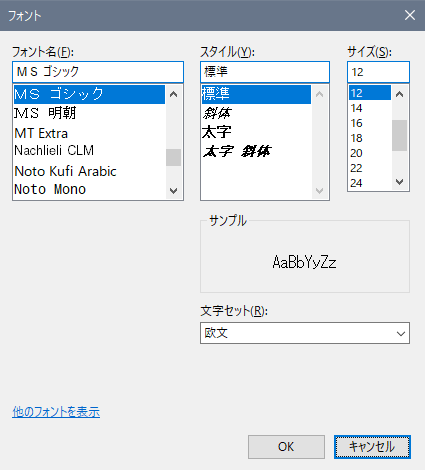 フォント
フォント名(F):
ＭＳ ゴシック
ＭＳ ゴシック
ＭＳ 明朝
MT Extra
Nachlieli CLM
Noto Kufi Arabic
Noto Mono
スタイル(Y):
標準
標準
斜体
太字
太字 斜体
サイズ(S):
12
12
14
16
18
20
22
24
サンプル
AaBbYyZz
文字セット(R):
欧文
他のフォントを表示
OK
キャンセル